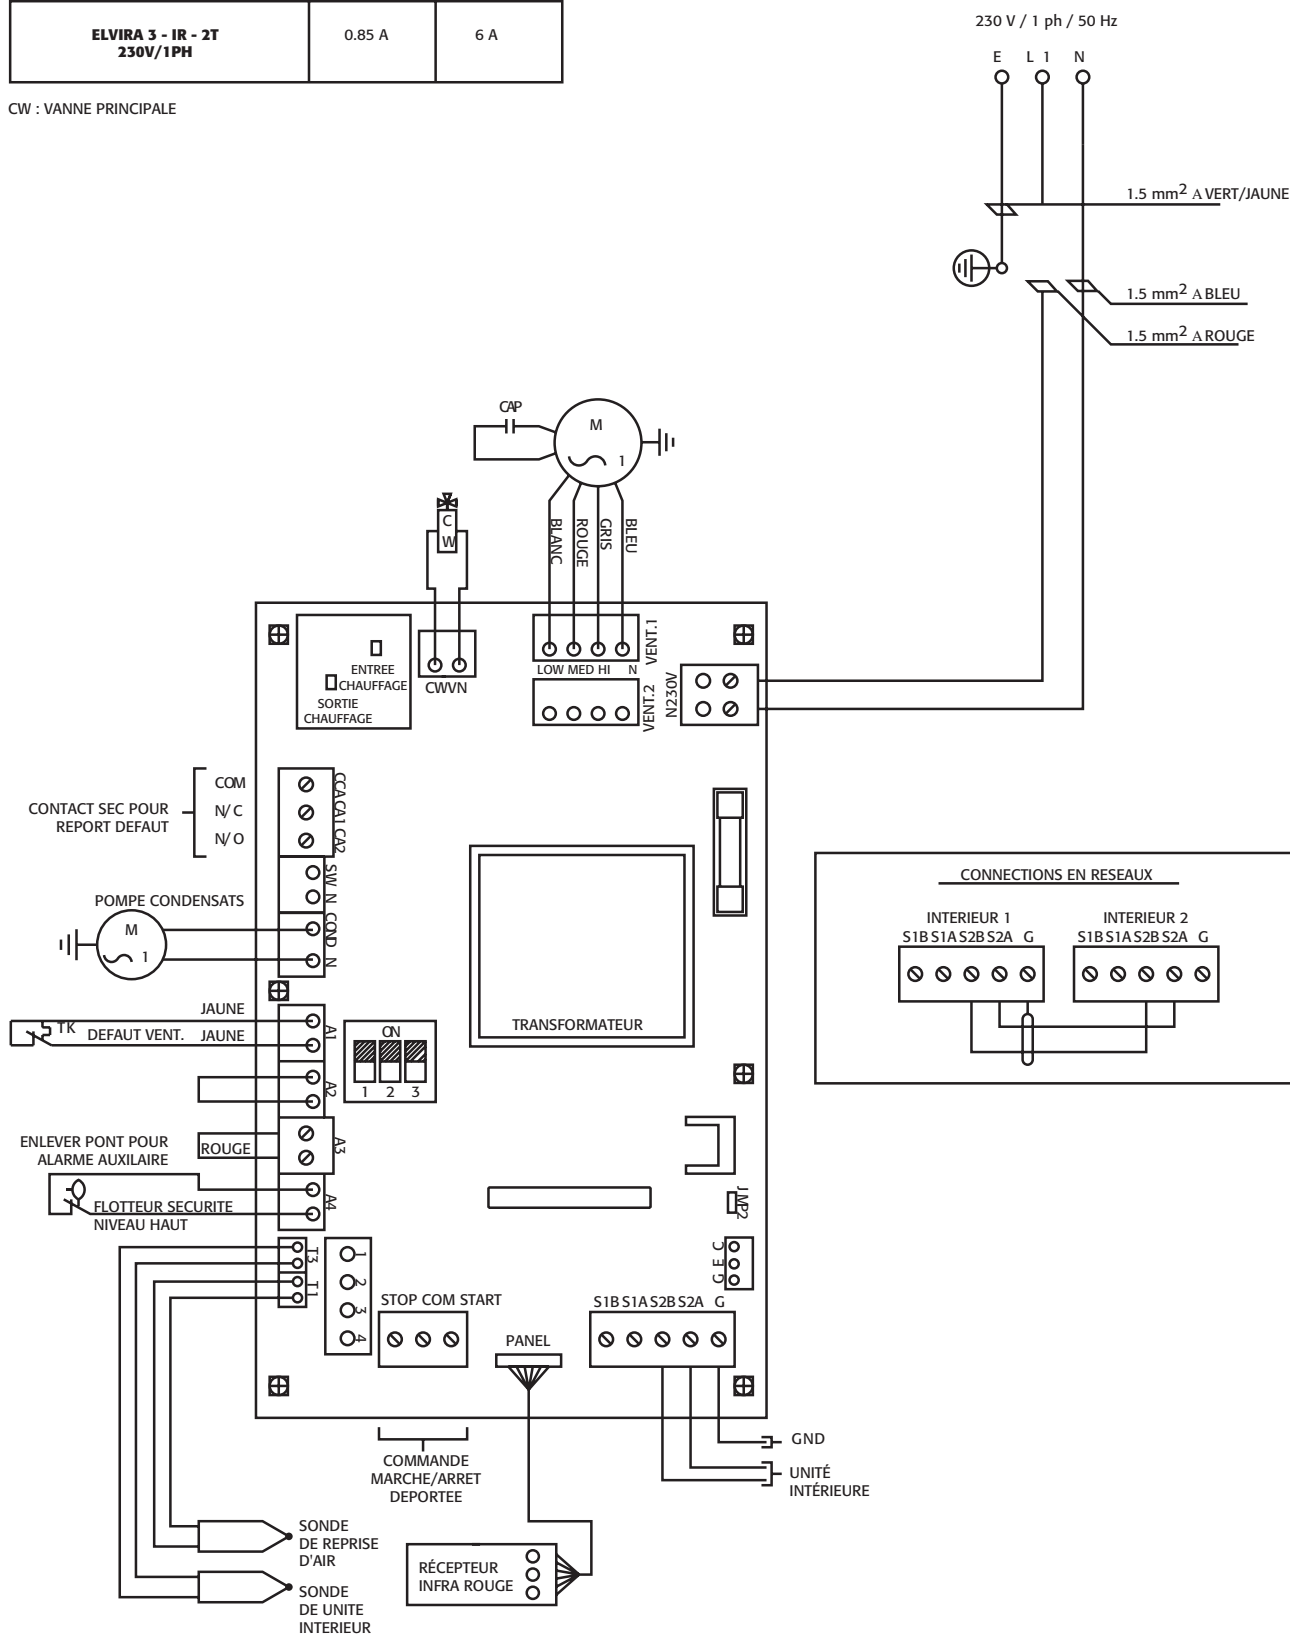 ELVIRA 3 - IR - 2T
230V/1PH
0.85 A
6 A
CW : VANNE PRINCIPALE
230 V / 1 ph / 50 Hz
E L 1 N
1.5 mm2 A VERT/JAUNE
1.5 mm2 A BLEU
1.5 mm2 A ROUGE
CAP
M
1
C
W
BLANC
ROUGE
GRIS
BLEU
ENTREE
CHAUFFAGE
SORTIE
CHAUFFAGE
CWVN
LOW MED HI N
VENT.1
VENT.2
N230V
CONTACT SEC POUR
REPORT DEFAUT
COM
N/C
N/O
CCA CA1 CA2
SW N
COND N
POMPE CONDENSATS
M
1
TRANSFORMATEUR
CONNECTIONS EN RESEAUX
INTERIEUR 1
S1B S1A S2B S2A G
INTERIEUR 2
S1B S1A S2B S2A G
JAUNE
TK
DEFAUT VENT.
JAUNE
A1
ON
1 2 3
A2
ENLEVER PONT POUR
ALARME AUXILAIRE
ROUGE
A3
FLOTTEUR SECURITE
NIVEAU HAUT
A4
JMP2
T3
T1
1
2
3
4
G E C
STOP COM START
PANEL
S1B S1A S2B S2A G
COMMANDE
MARCHE/ARRET
DEPORTEE
GND
UNITÉ
INTÉRIEURE
SONDE
DE REPRISE
D'AIR
SONDE
DE UNITE
INTERIEUR
RÉCEPTEUR
INFRA ROUGE